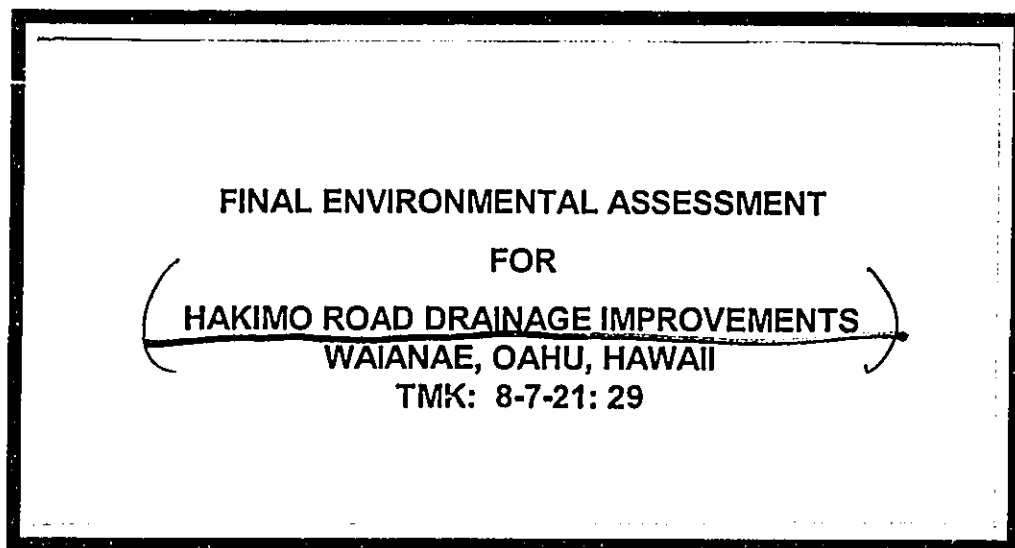 FINAL ENVIRONMENTAL ASSESSMENT
FOR
HAKIMO ROAD DRAINAGE IMPROVEMENTS
WAIANAE, OAHU, HAWAII
TMK: 8-7-21: 29